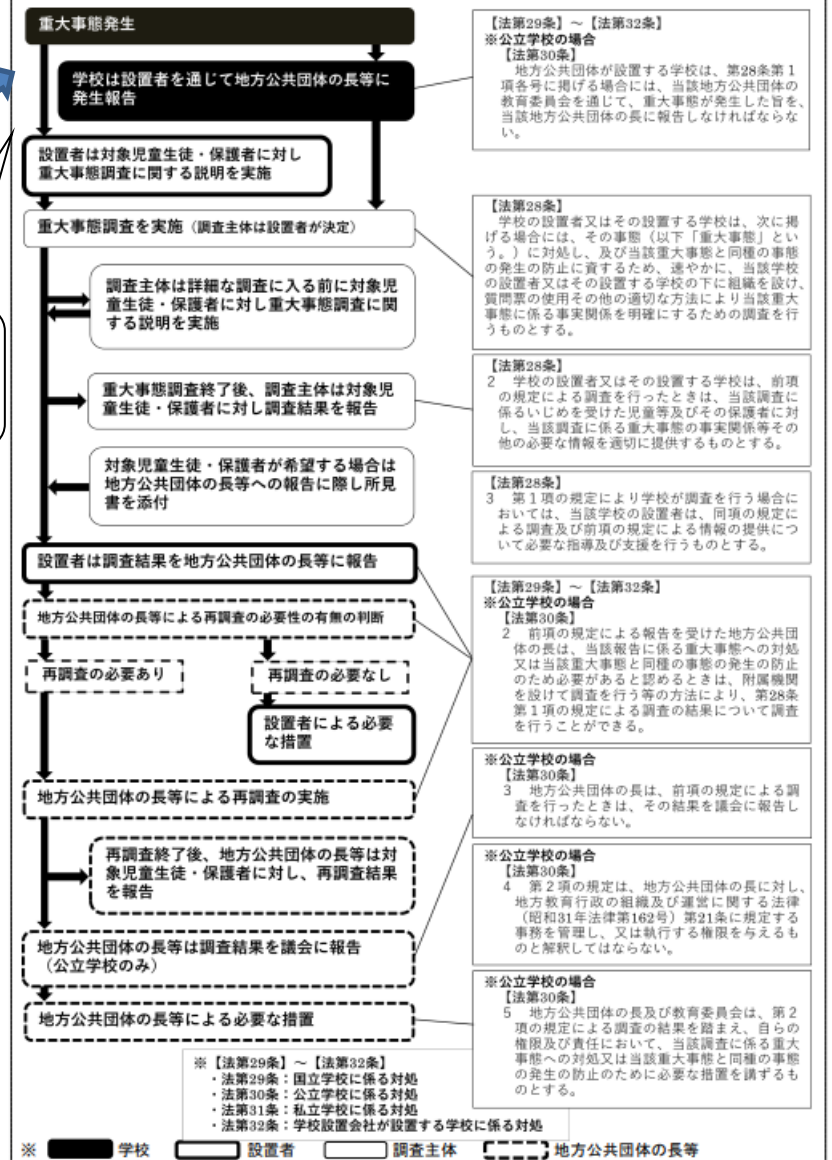 重大事態発生
学校は設置者を通じて地方公共団体の長等に
発生報告
設置者は対象児童生徒・保護者に対し
重大事態調査に関する説明を実施
重大事態調査を実施（調査主体は設置者が決定）
調査主体は詳細な調査に入る前に対象児
童生徒・保護者に対し重大事態調査に関
する説明を実施
重大事態調査終了後、調査主体は対象児
童生徒・保護者に対し調査結果を報告
対象児童生徒・保護者が希望する場合は
地方公共団体の長等への報告に際し所見
書を添付
設置者は調査結果を地方公共団体の長等に報告
地方公共団体の長等による再調査の必要性の有無の判断
再調査の必要あり
再調査の必要なし
設置者による必要
な措置
地方公共団体の長等による再調査の実施
再調査終了後、地方公共団体の長等は対
象児童生徒・保護者に対し、再調査結果
を報告
地方公共団体の長等は調査結果を議会に報告
（公立学校のみ）
地方公共団体の長等による必要な措置
【法第29条】～【法第32条】
※公立学校の場合
【法第30条】
地方公共団体が設置する学校は、第28条第１
項各号に掲げる場合には、当該地方公共団体の
教育委員会を通じて、重大事態が発生した旨を、
当該地方公共団体の長に報告しなければならな
い。
【法第28条】
学校の設置者又はその設置する学校は、次に掲
げる場合には、その事態（以下「重大事態」とい
う。）に対処し、及び当該重大事態と同種の事態
の発生の防止に資するため、速やかに、当該学校
の設置者又はその設置する学校の下に組織を設け、
質問票の使用その他の適切な方法により当該重大
事態に係る事実関係を明確にするための調査を行
うものとする。
【法第28条】
２　学校の設置者又はその設置する学校は、前項
の規定による調査を行ったときは、当該調査に
係るいじめを受けた児童等及びその保護者に対
し、当該調査に係る重大事態の事実関係等その
他の必要な情報を適切に提供するものとする。
【法第28条】
３　第１項の規定により学校が調査を行う場合に
おいては、当該学校の設置者は、同項の規定に
よる調査及び前項の規定による情報の提供につ
いて必要な指導及び支援を行うものとする。
【法第29条】～【法第32条】
※公立学校の場合
【法第30条】
２　前項の規定による報告を受けた地方公共団
体の長は、当該報告に係る重大事態への対処
又は当該重大事態と同種の事態の発生の防止
のため必要があると認めるときは、附属機関
を設けて調査を行う等の方法により、第28条
第１項の規定による調査の結果について調査
を行うことができる。
※公立学校の場合
【法第30条】
３　地方公共団体の長は、前項の規定による調
査を行ったときは、その結果を議会に報告し
なければならない。
※公立学校の場合
【法第30条】
４　第２項の規定は、地方公共団体の長に対し、
地方教育行政の組織及び運営に関する法律
（昭和31年法律第162号）第21条に規定する
事務を管理し、又は執行する権限を与えるも
のと解釈してはならない。
※公立学校の場合
【法第30条】
５　地方公共団体の長及び教育委員会は、第２
項の規定による調査の結果を踏まえ、自らの
権限及び責任において、当該調査に係る重大
事態への対処又は当該重大事態と同種の事態
の発生の防止のために必要な措置を講ずるも
のとする。
※【法第29条】～【法第32条】
・法第29条：国立学校に係る対処
・法第30条：公立学校に係る対処
・法第31条：私立学校に係る対処
・法第32条：学校設置会社が設置する学校に係る対処
※　学校　設置者　調査主体　地方公共団体の長等